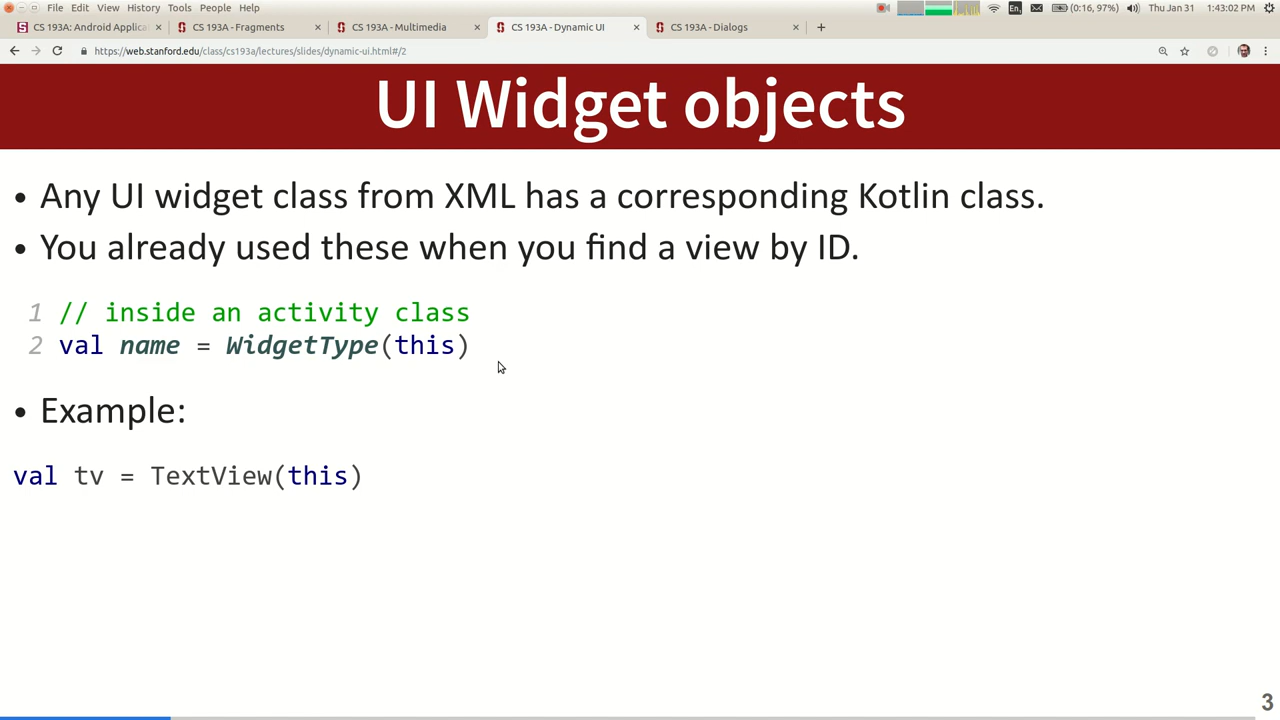 File Edit View History Tools People Help
En, (0:16, 97%) Thu Jan 31 1:43:02 PM
CS 193A: Android Applica × CS 193A - Fragments × CS 193A - Multimedia × CS 193A - Dynamic UI × CS 193A - Dialogs × +
https://web.stanford.edu/class/cs193a/lectures/slides/dynamic-ui.html#/2
UI Widget objects
• Any UI widget class from XML has a corresponding Kotlin class.
• You already used these when you find a view by ID.
1 // inside an activity class
2 val name = WidgetType(this)
• Example:
val tv = TextView(this)
3